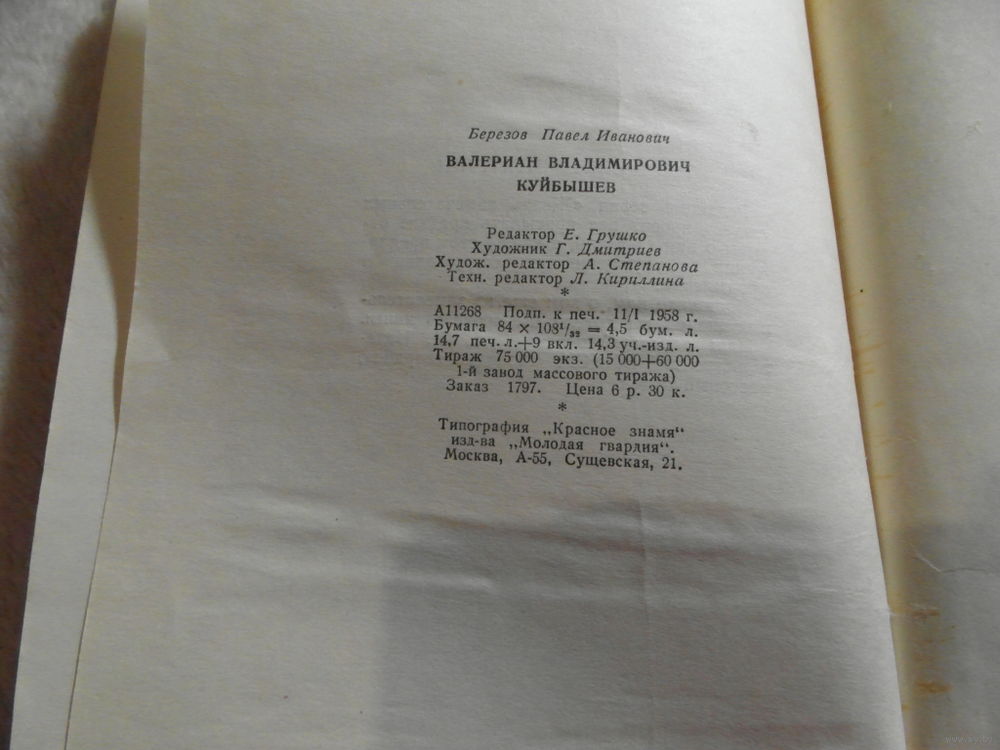 Березов Павел Иванович
ВАЛЕРИАН ВЛАДИМИРОВИЧ
КУЙБЫШЕВ
Редактор Е. Грушко
Художник Г. Дмитриев
Худож. редактор А. Степанова
Техн. редактор Л. Кириллина
*
А11268 Подп. к печ. 11/I 1958 г.
Бумага 84 × 108¹/₃₂ = 4,5 бум. л.
14,7 печ. л.+9 вкл. 14,3 уч.-изд. л.
Тираж 75 000 экз. (15 000+60 000
1-й завод массового тиража)
Заказ 1797. Цена 6 р. 30 к.
*
Типография „Красное знамя“
изд-ва „Молодая гвардия“.
Москва, А-55, Сущевская, 21.